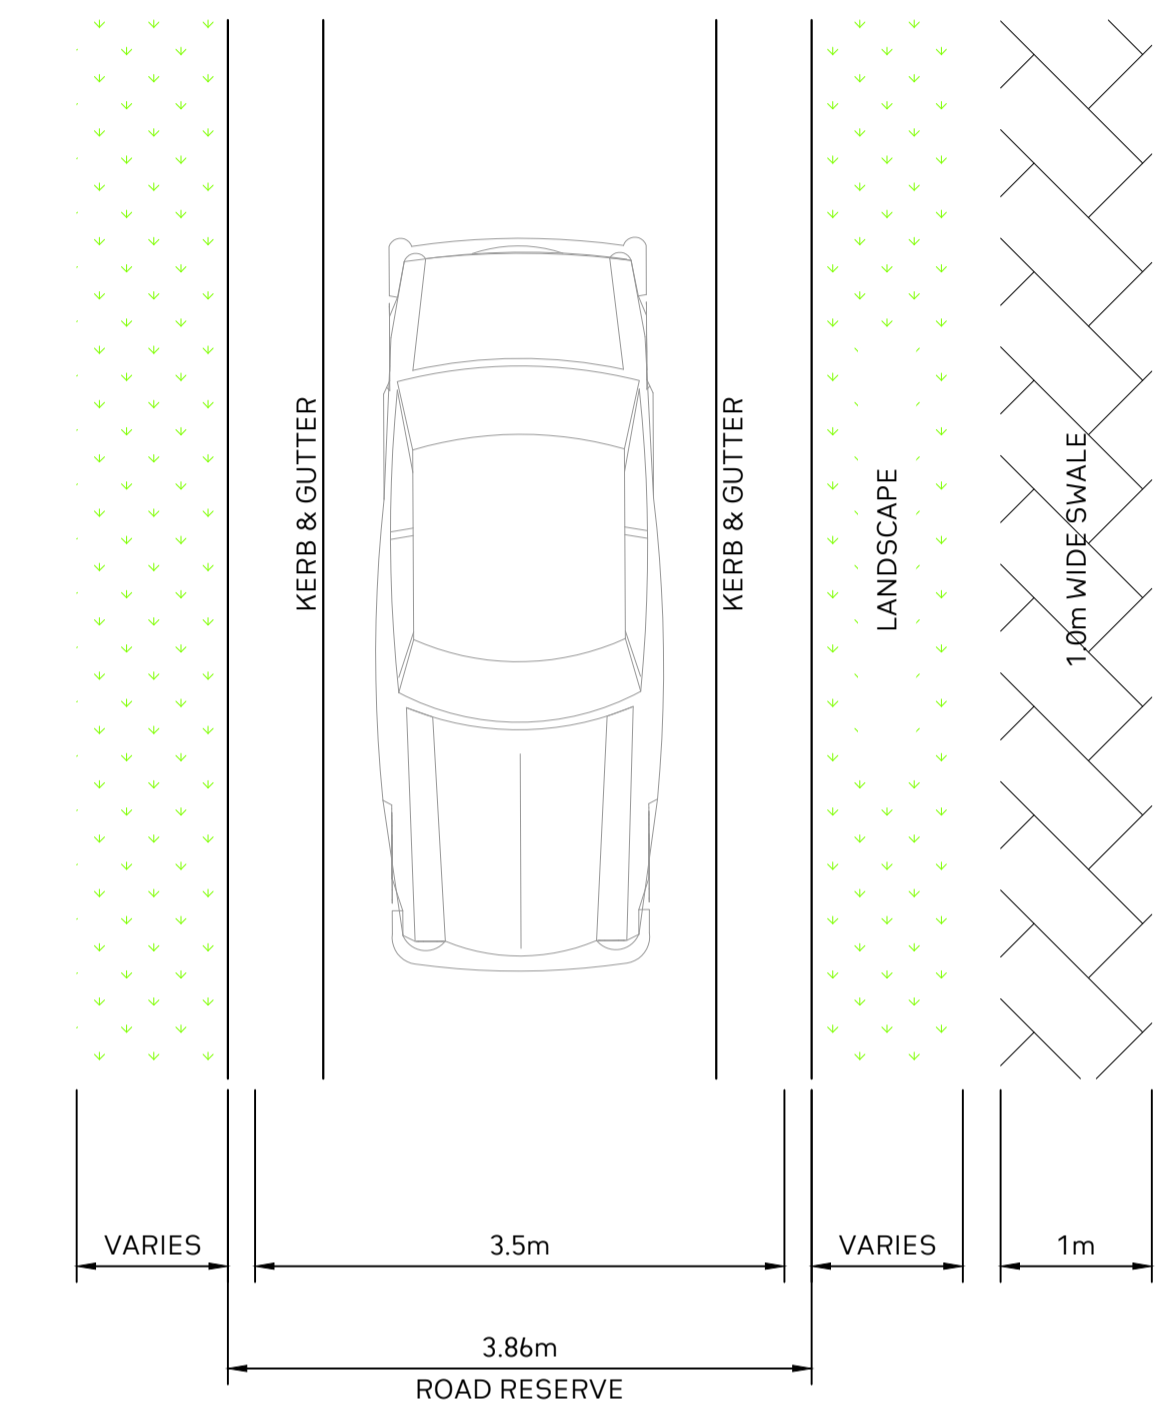 KERB & GUTTER
KERB & GUTTER
LANDSCAPE
1.0m WIDE SWALE
VARIES
3.5m
VARIES
1m
3.86m
ROAD RESERVE